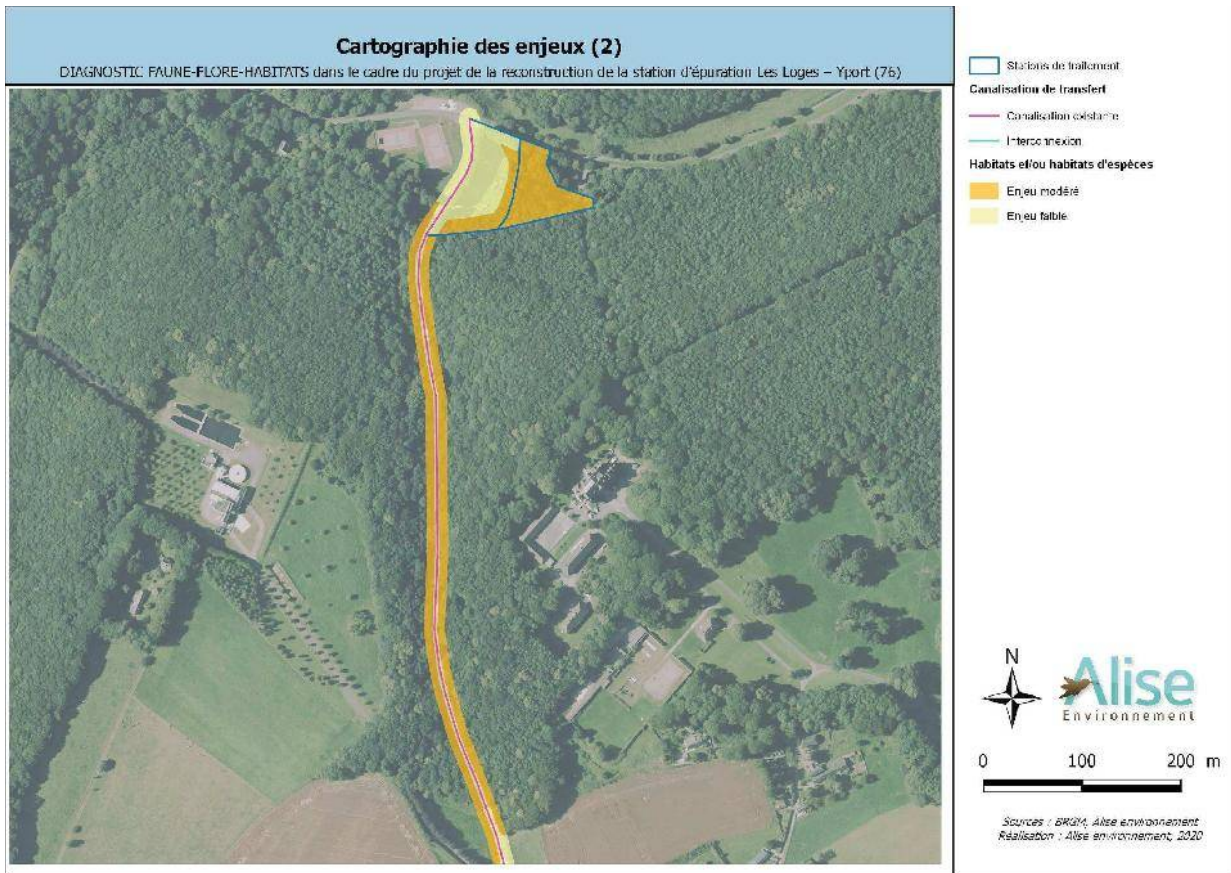 Cartographie des enjeux (2)
DIAGNOSTIC FAUNE-FLORE-HABITATS dans le cadre du projet de la reconstruction de la station d'épuration Les Loges – Yport (76)
Stations de traitement
Canalisation de transfert
Canalisation existante
Interconnexion
Habitats et/ou habitats d'espèces
Enjeu modéré
Enjeu faible
N
Alise
Environnement
0 100 200 m
Sources : BRGM, Alise environnement
Réalisation : Alise environnement, 2020